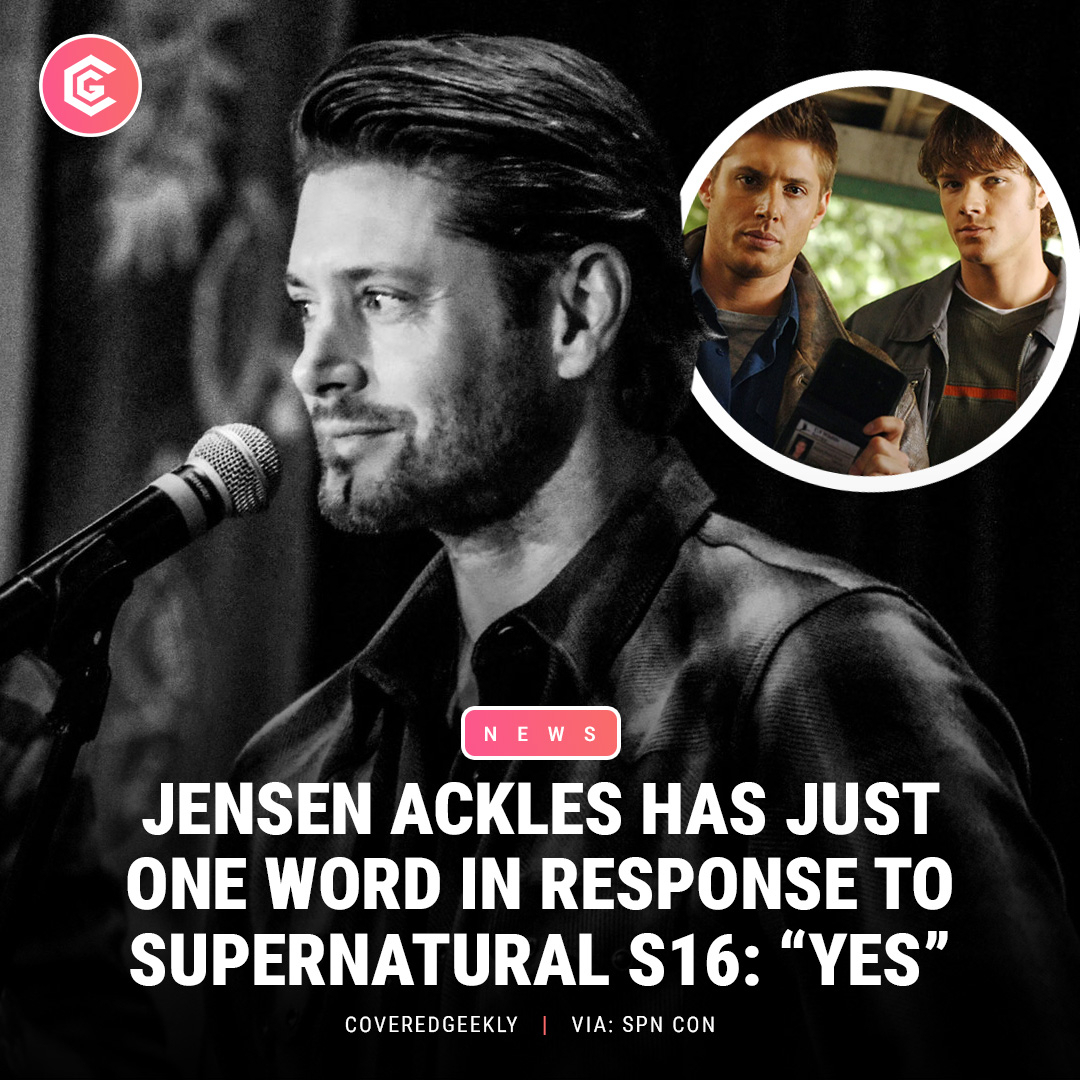 NEWS
JENSEN ACKLES HAS JUST
ONE WORD IN RESPONSE TO
SUPERNATURAL S16: “YES”
COVEREDGEEKLY | VIA: SPN CON